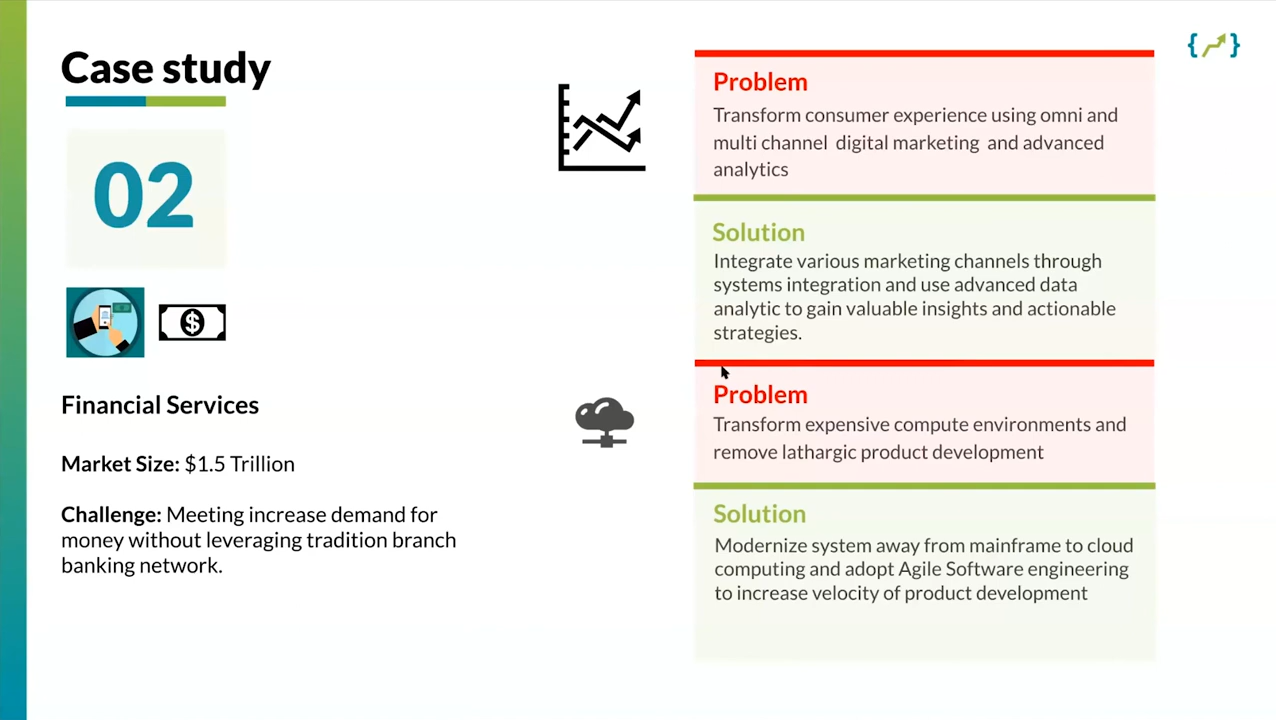 Case study
02
Financial Services
Market Size: $1.5 Trillion
Challenge: Meeting increase demand for
money without leveraging tradition branch
banking network.
Problem
Transform consumer experience using omni and
multi channel digital marketing and advanced
analytics
Solution
Integrate various marketing channels through
systems integration and use advanced data
analytic to gain valuable insights and actionable
strategies.
Problem
Transform expensive compute environments and
remove lathargic product development
Solution
Modernize system away from mainframe to cloud
computing and adopt Agile Software engineering
to increase velocity of product development